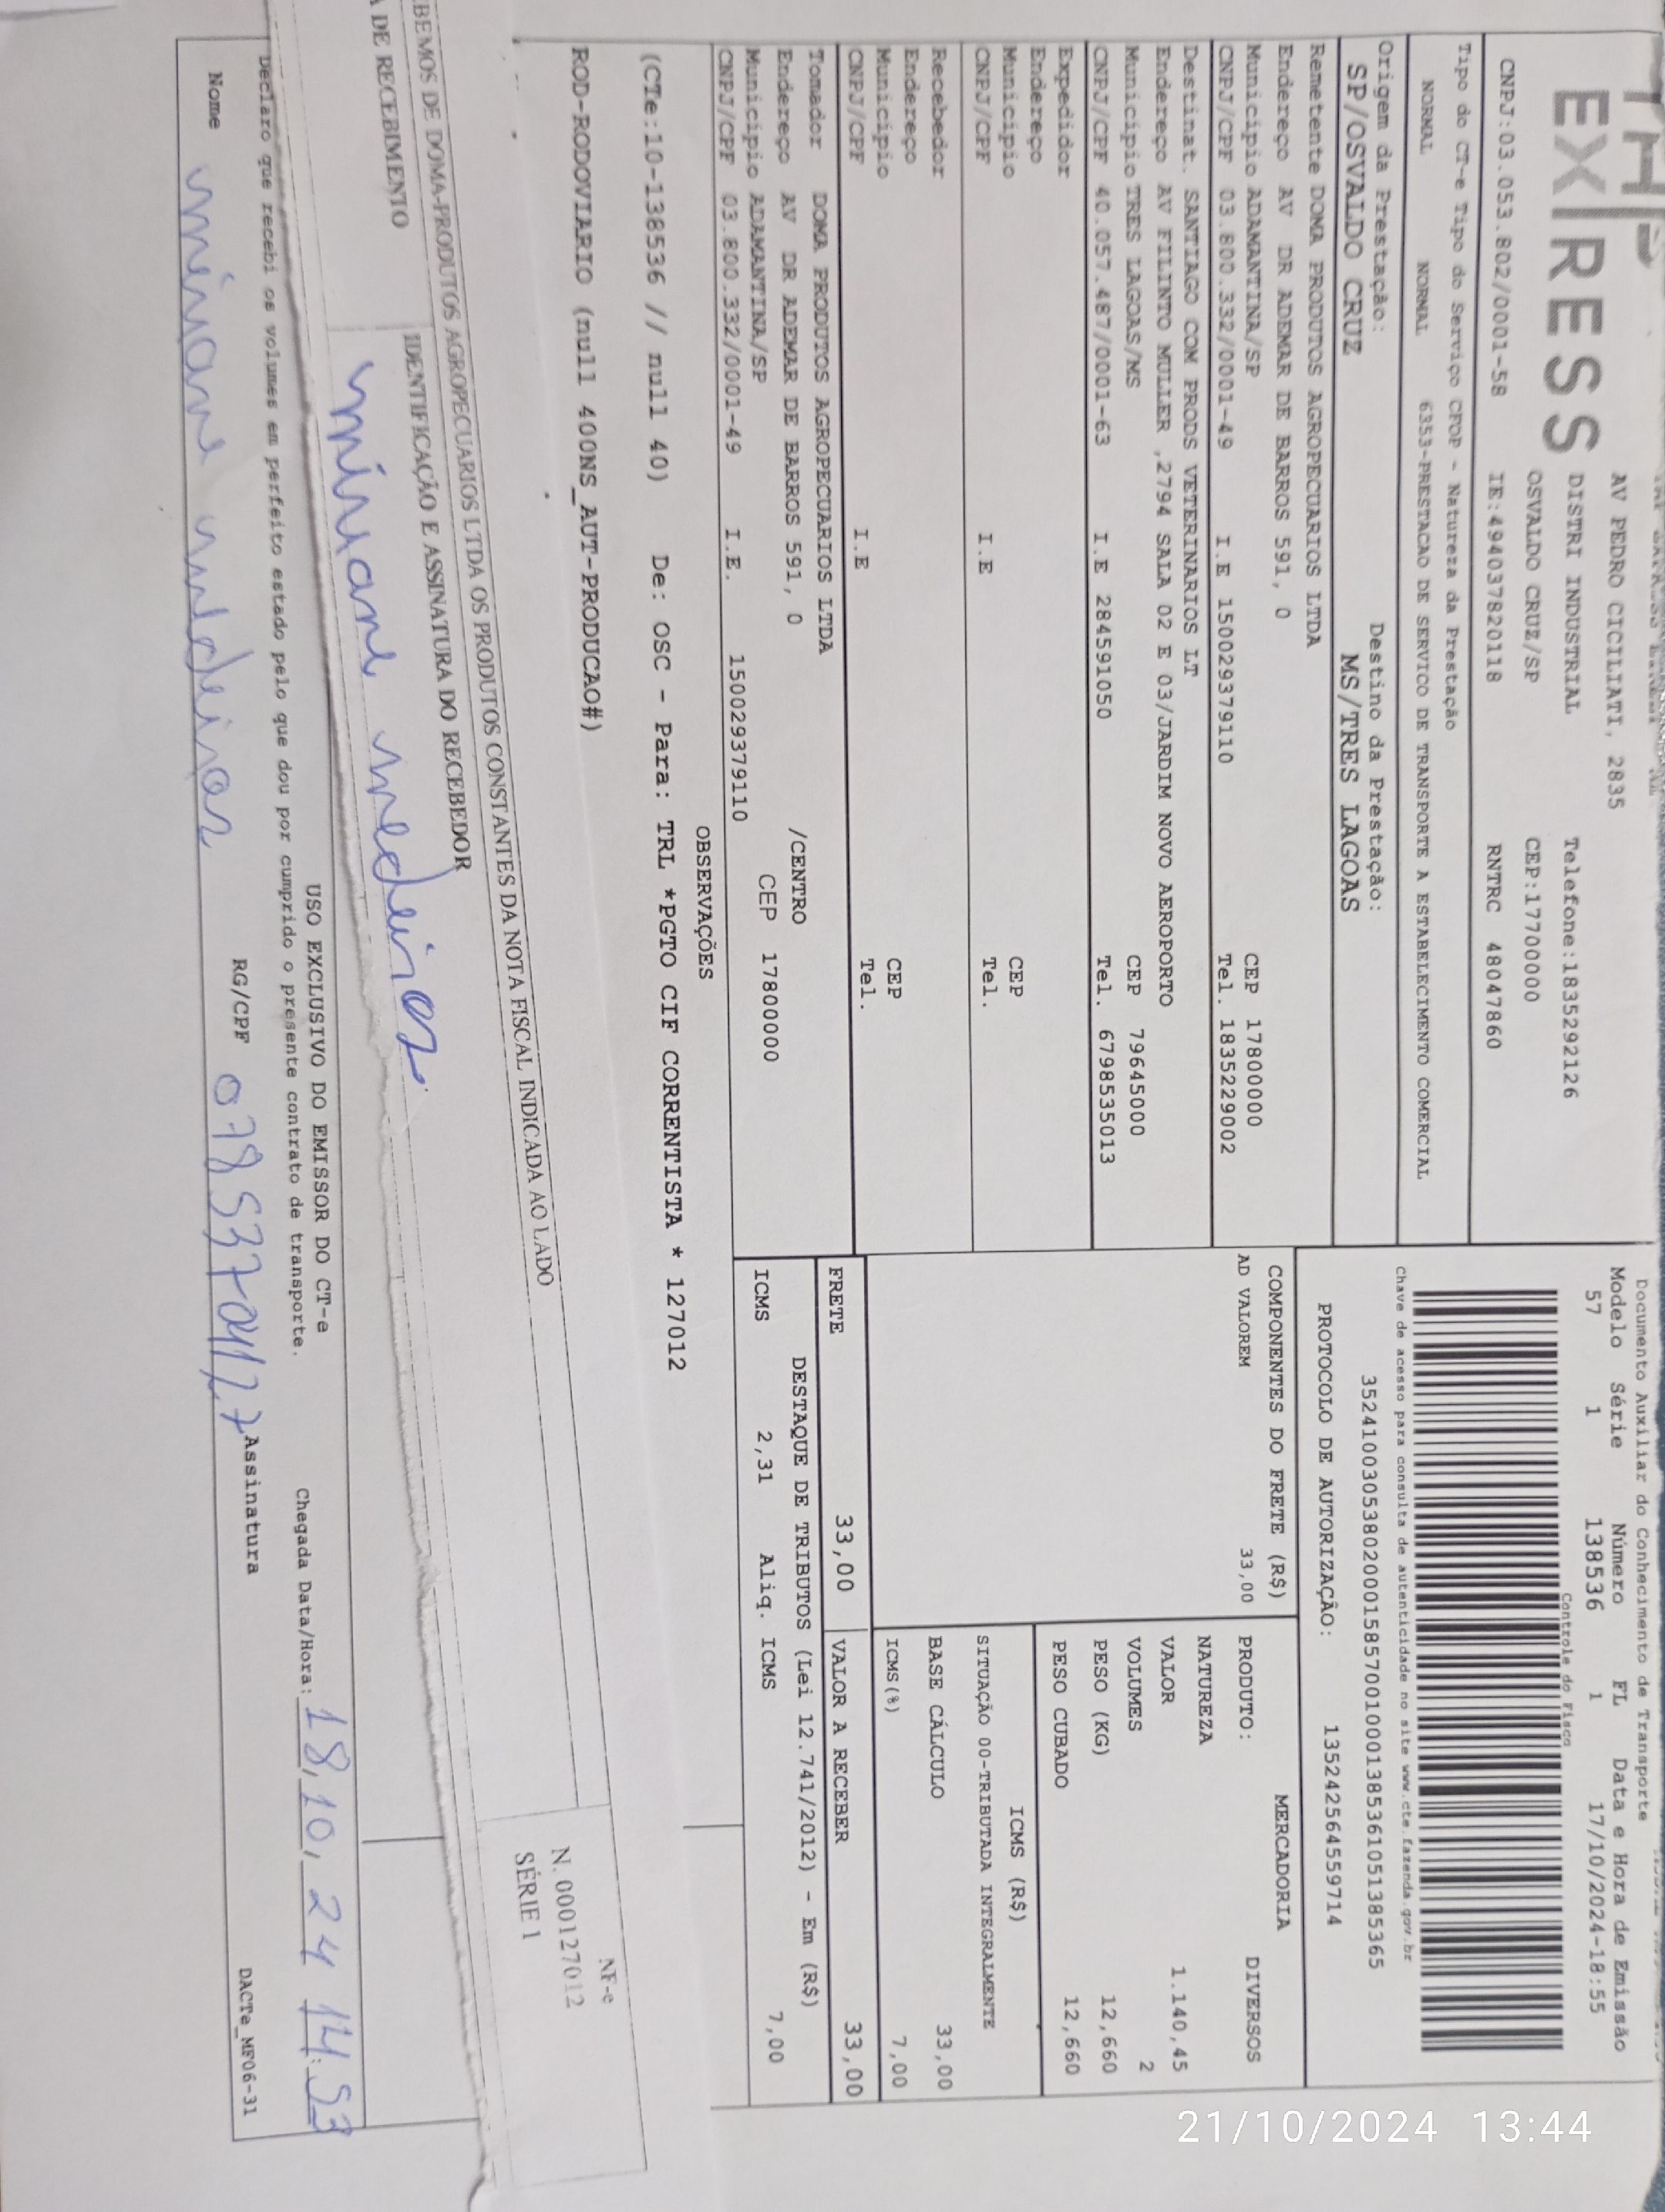 EXPRESS
AV PEDRO CICILIATI, 2835
DISTRI INDUSTRIAL Telefone:1835292126
OSVALDO CRUZ/SP CEP:17700000
CNPJ:03.053.802/0001-58 IE:494037820118 RNTRC 48047860
Documento Auxiliar do Conhecimento de Transporte
Modelo Série Número FL Data e Hora de Emissão
57 1 138536 1 17/10/2024-18:55
Controle do Fisco
Chave de acesso para consulta de autenticidade no site www.cte.fazenda.gov.br
35241003053802000158570010001385361051385365
PROTOCOLO DE AUTORIZAÇÃO: 135242564559714
Tipo do CT-e Tipo do Serviço CFOP - Natureza da Prestação
NORMAL NORMAL 6353-PRESTACAO DE SERVICO DE TRANSPORTE A ESTABELECIMENTO COMERCIAL
Origem da Prestação: Destino da Prestação:
SP/OSVALDO CRUZ MS/TRES LAGOAS
Remetente DOMA PRODUTOS AGROPECUARIOS LTDA
Endereço AV DR ADEMAR DE BARROS 591, 0
Municipio ADAMANTINA/SP CEP 17800000
CNPJ/CPF 03.800.332/0001-49 I.E 150029379110 Tel. 1835229002
Destinat. SANTIAGO COM PRODS VETERINARIOS LT
Endereço AV FILINTO MULLER ,2794 SALA 02 E 03/JARDIM NOVO AEROPORTO
Municipio TRES LAGOAS/MS CEP 79645000
CNPJ/CPF 40.057.487/0001-63 I.E 284591050 Tel. 67985535013
Expedidor
Endereço
Municipio CEP
CNPJ/CPF I.E Tel.
Recebedor
Endereço
Municipio CEP
CNPJ/CPF I.E Tel.
Tomador DOMA PRODUTOS AGROPECUARIOS LTDA
Endereço AV DR ADEMAR DE BARROS 591, 0 /CENTRO
Municipio ADAMANTINA/SP CEP 17800000
CNPJ/CPF 03.800.332/0001-49 I.E. 150029379110
COMPONENTES DO FRETE (R$)
AD VALOREM 33,00
MERCADORIA
PRODUTO: DIVERSOS
NATUREZA
VALOR 1.140,45
VOLUMES 2
PESO (KG) 12,660
PESO CUBADO 12,660
ICMS (R$)
SITUAÇÃO 00-TRIBUTADA INTEGRALMENTE
BASE CÁLCULO 33,00
ICMS(%) 7,00
FRETE 33,00 VALOR A RECEBER 33,00
DESTAQUE DE TRIBUTOS (Lei 12.741/2012) - Em (R$)
ICMS 2,31 Aliq. ICMS 7,00
OBSERVAÇÕES
(CTe:10-138536 // null 40) De: OSC - Para: TRL *PGTO CIF CORRENTISTA * 127012
ROD-RODOVIARIO (null 400NS_AUT-PRODUCAO#)
BEMOS DE DOMA-PRODUTOS AGROPECUARIOS LTDA OS PRODUTOS CONSTANTES DA NOTA FISCAL INDICADA AO LADO
A DE RECEBIMENTO IDENTIFICAÇÃO E ASSINATURA DO RECEBEDOR
NF-e
N. 000127012
SÉRIE 1
USO EXCLUSIVO DO EMISSOR DO CT-e
Declaro que recebi os volumes em perfeito estado pelo que dou por cumprido o presente contrato de transporte.
Chegada Data/Hora: 18/10/24 14:53
Nome RG/CPF Assinatura
DACTe_MF06-31
21/10/2024 13:44